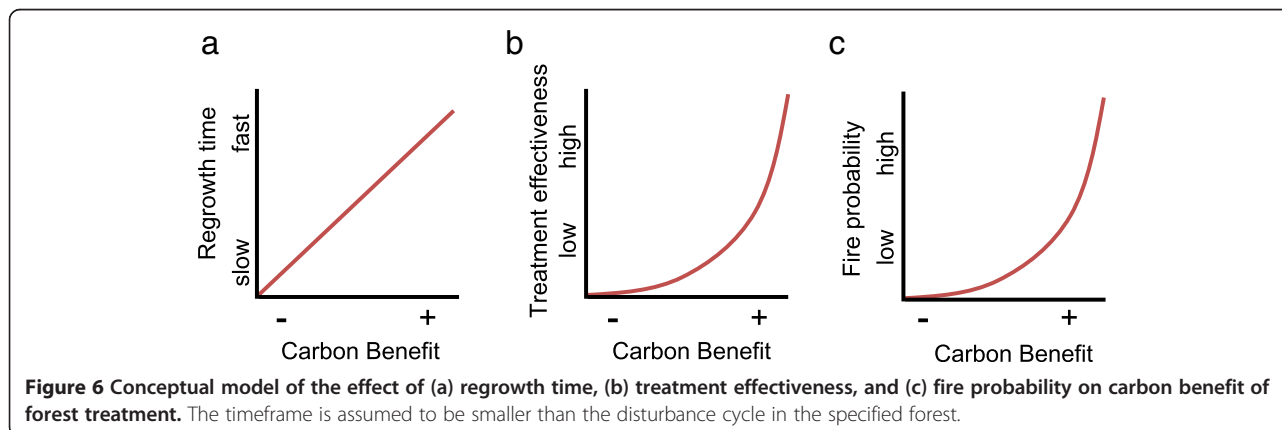 a
b
c
Regrowth time
slow
fast
Treatment effectiveness
low
high
Fire probability
low
high
- +
- +
- +
Carbon Benefit
Carbon Benefit
Carbon Benefit
Figure 6 Conceptual model of the effect of (a) regrowth time, (b) treatment effectiveness, and (c) fire probability on carbon benefit of
forest treatment. The timeframe is assumed to be smaller than the disturbance cycle in the specified forest.